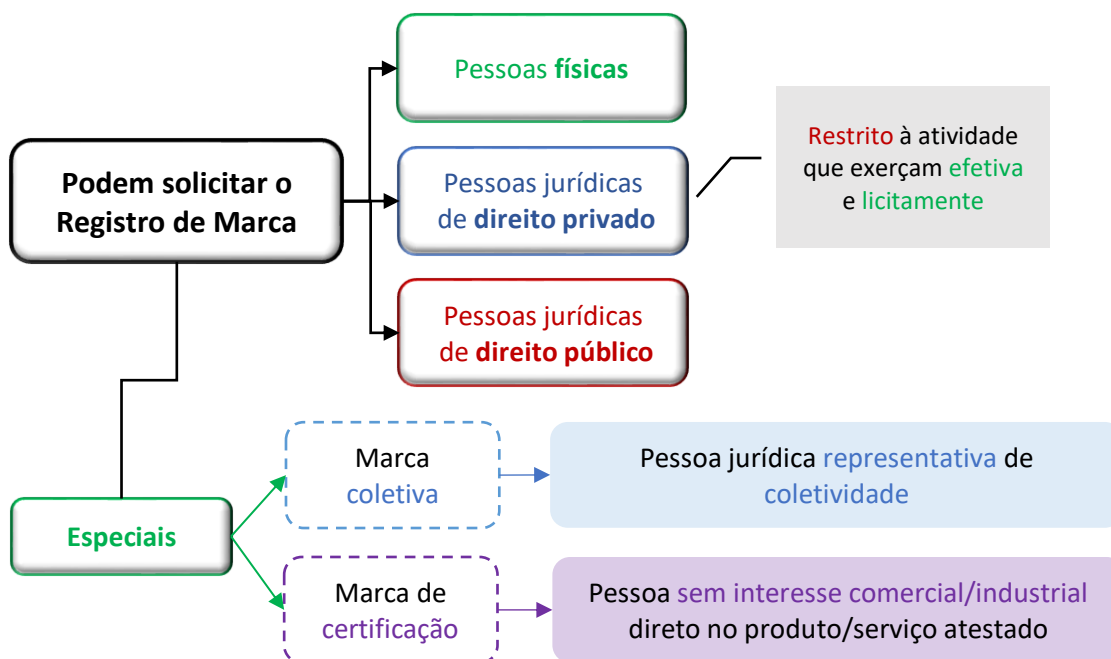 Podem solicitar o
Registro de Marca
Pessoas físicas
Pessoas jurídicas
de direito privado
Restrito à atividade
que exerçam efetiva
e licitamente
Pessoas jurídicas
de direito público
Especiais
Marca
coletiva
Pessoa jurídica representativa de
coletividade
Marca de
certificação
Pessoa sem interesse comercial/industrial
direto no produto/serviço atestado